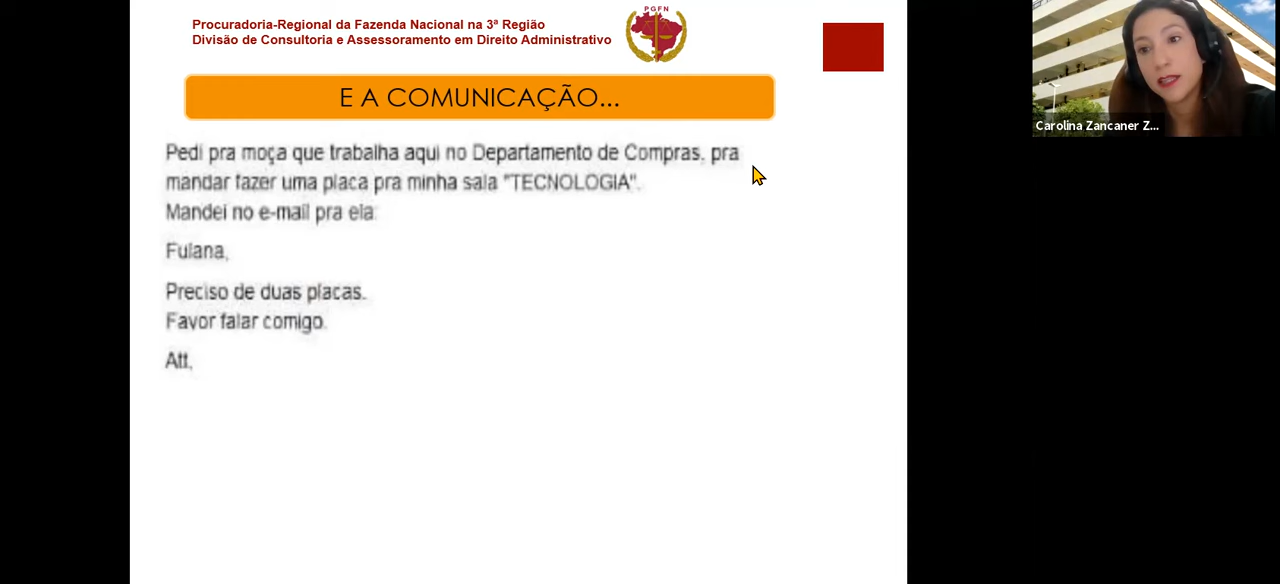 Procuradoria-Regional da Fazenda Nacional na 3ª Região
Divisão de Consultoria e Assessoramento em Direito Administrativo
PGFN
E A COMUNICAÇÃO...
Pedi pra moça que trabalha aqui no Departamento de Compras, pra
mandar fazer uma placa pra minha sala "TECNOLOGIA".
Mandei no e-mail pra ela:
Fulana,
Preciso de duas placas.
Favor falar comigo.
Att,
Carolina Zancaner Z...